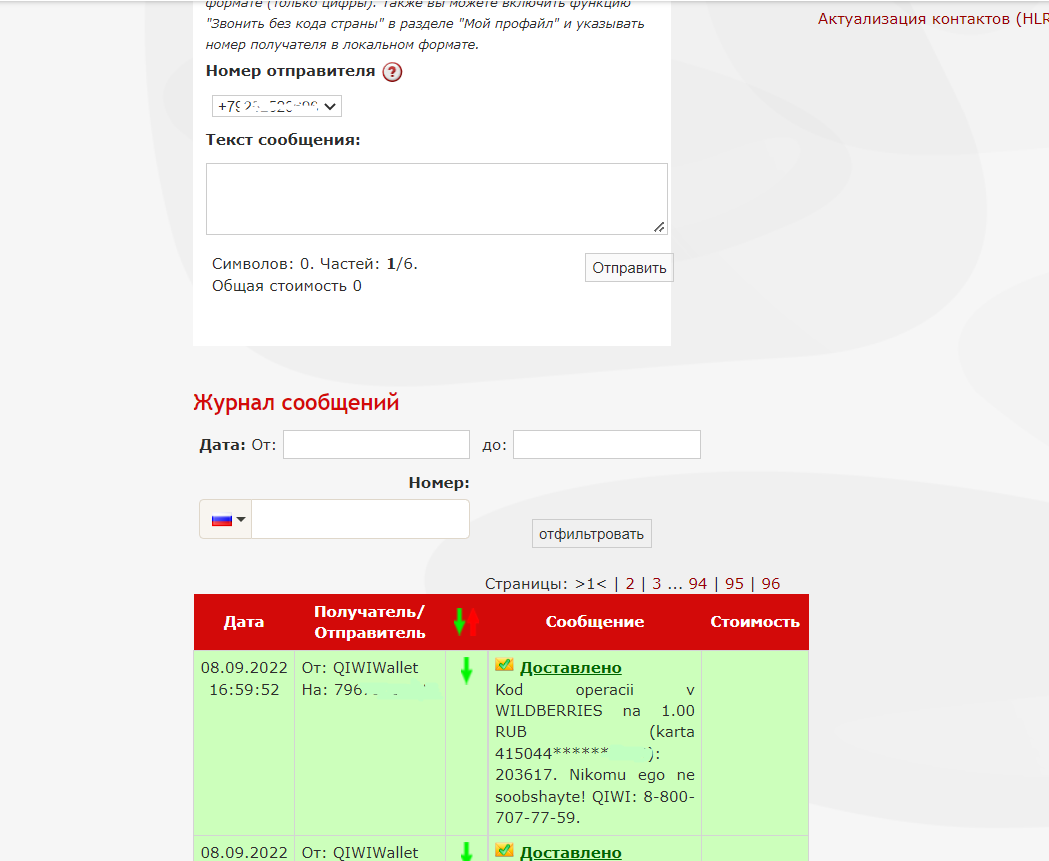 формате (только цифры). Также вы можете включить функцию
"Звонить без кода страны" в разделе "Мой профайл" и указывать
номер получателя в локальном формате.
Актуализация контактов (HLR
Номер отправителя ?
Текст сообщения:
Символов: 0. Частей: 1/6.
Общая стоимость 0
Отправить
Журнал сообщений
Дата: От:
до:
Номер:
отфильтровать
Страницы: >1< | 2 | 3 ... 94 | 95 | 96
Дата
Получатель/
Отправитель
Сообщение
Стоимость
08.09.2022
16:59:52
От: QIWIWallet
На: 796
Доставлено
Kod operacii v
WILDBERRIES na 1.00
RUB (karta
415044****** ):
203617. Nikomu ego ne
soobshayte! QIWI: 8-800-
707-77-59.
08.09.2022
От: QIWIWallet
Доставлено